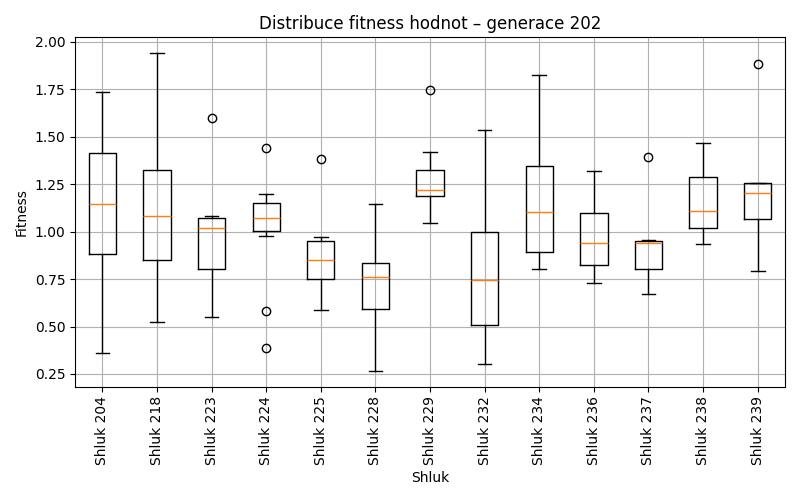 Distribuce fitness hodnot – generace 202
Fitness
2.00
1.75
1.50
1.25
1.00
0.75
0.50
0.25
Shluk 204
Shluk 218
Shluk 223
Shluk 224
Shluk 225
Shluk 228
Shluk 229
Shluk 232
Shluk 234
Shluk 236
Shluk 237
Shluk 238
Shluk 239
Shluk